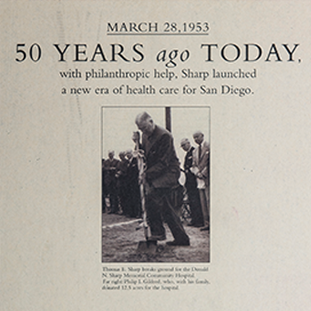 MARCH 28, 1953
50 YEARS ago TODAY,
with philanthropic help, Sharp launched
a new era of health care for San Diego.
Thomas E. Sharp breaks ground for the Donald
N. Sharp Memorial Community Hospital.
Far right: Philip L. Gildred, who, with his family,
donated 12.5 acres for the hospital.